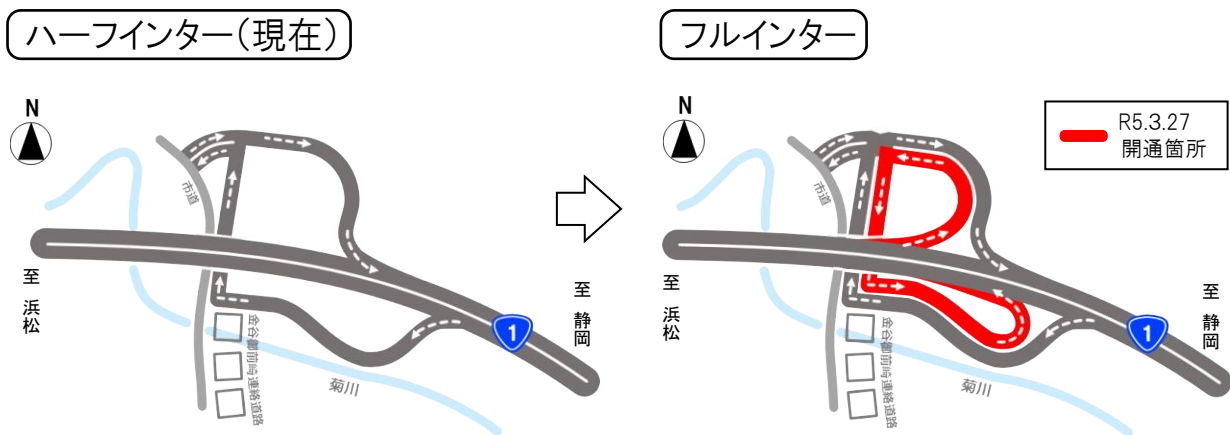 ハーフインター(現在)
N
市道
至 浜松
至 静岡
1
金谷御前崎連絡道路
菊川
フルインター
N
R5.3.27
開通箇所
市道
至 浜松
至 静岡
1
金谷御前崎連絡道路
菊川